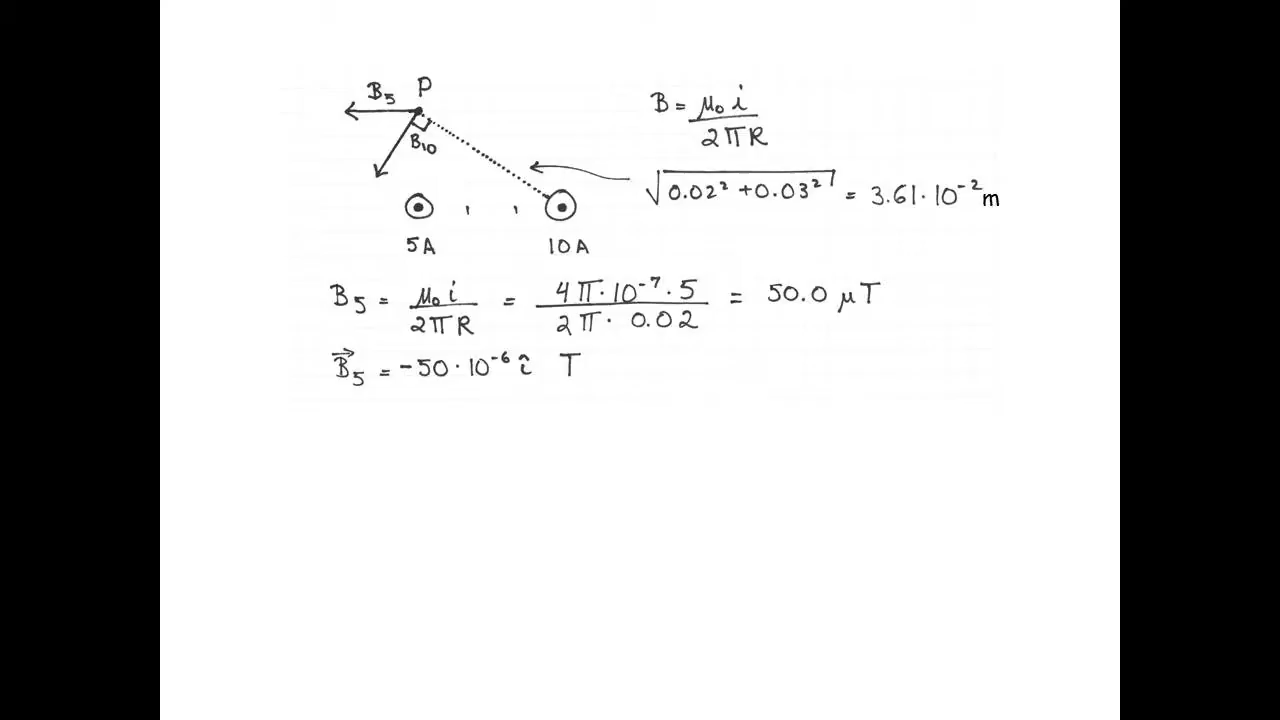 B₅ P
B = μ₀ i / 2πR
B₁₀
√(0.02² + 0.03²) = 3.61·10⁻² m
5A 10A
B₅ = μ₀ i / 2πR = 4π·10⁻⁷·5 / 2π· 0.02 = 50.0 μT
B⃗₅ = -50·10⁻⁶ î T